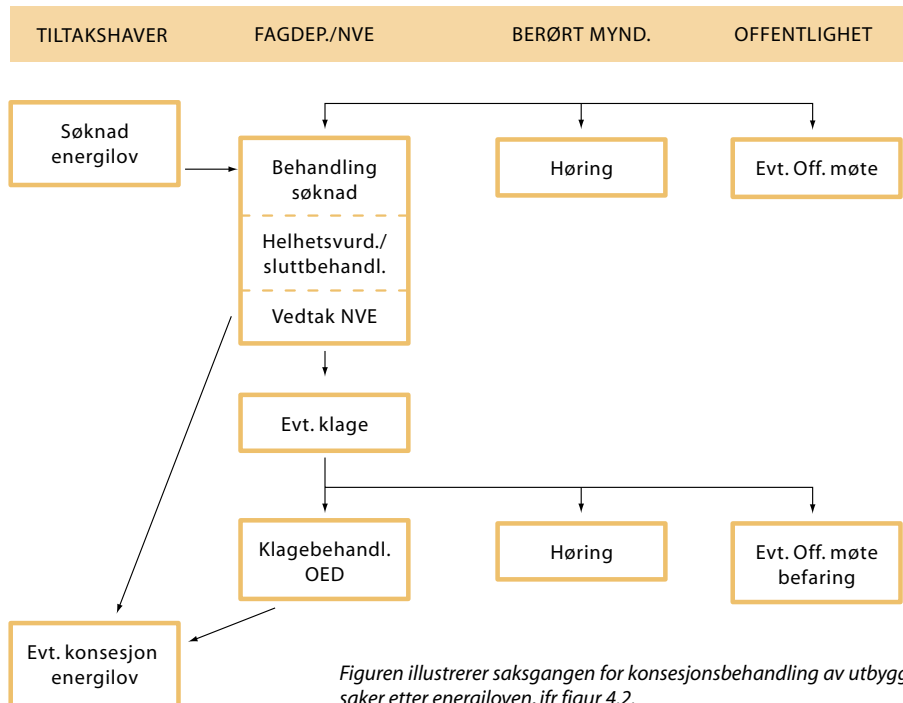 TILTAKSHAVER
FAGDEP./NVE
BERØRT MYND.
OFFENTLIGHET
Søknad
energilov
Behandling
søknad
Helhetsvurd./
sluttbehandl.
Vedtak NVE
Høring
Evt. Off. møte
Evt. klage
Klagebehandl.
OED
Høring
Evt. Off. møte
befaring
Evt. konsesjon
energilov
Figuren illustrerer saksgangen for konsesjonsbehandling av utbygg
saker etter energiloven, jfr figur 4.2.